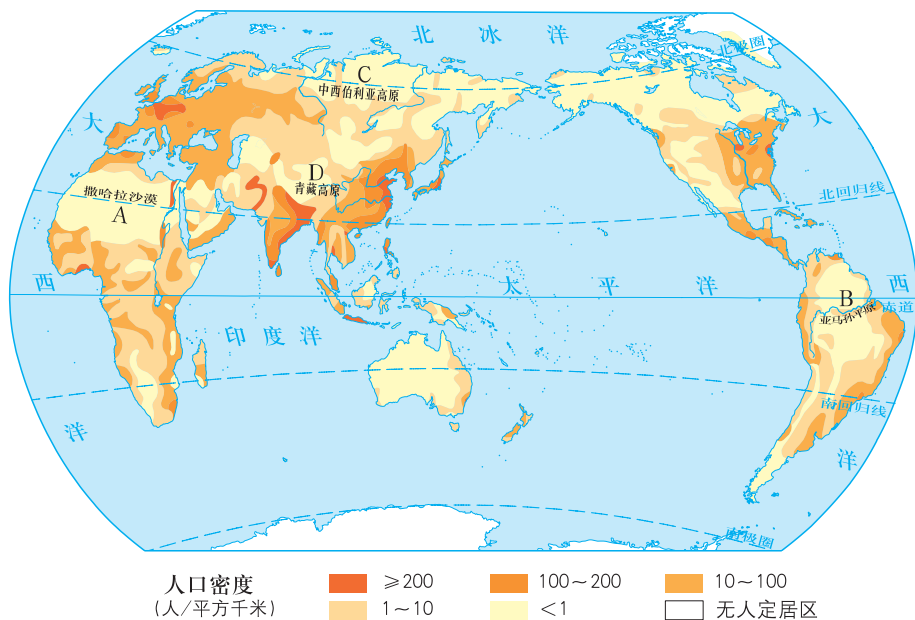 北冰洋
北极圈
C
中西伯利亚高原
大
大
D
青藏高原
撒哈拉沙漠
A
北回归线
西
太平洋
西
B
赤道
亚马孙平原
印度洋
南回归线
洋
洋
南极圈
人口密度
(人/平方千米)
≥200
100～200
10～100
1～10
<1
无人定居区